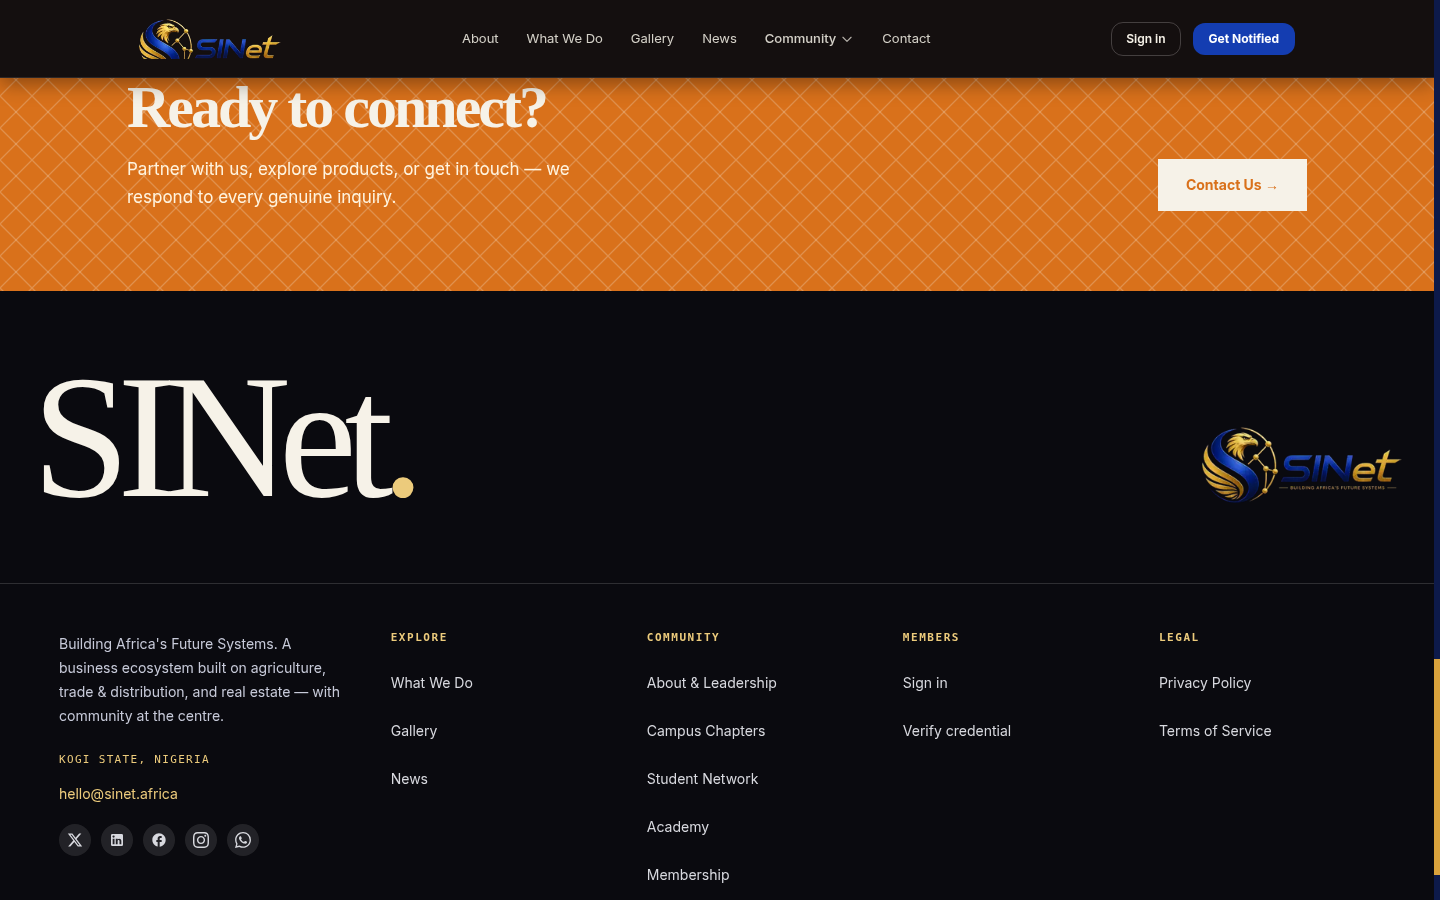 SINet
About
What We Do
Gallery
News
Community
Contact
Sign in
Get Notified
Ready to connect?
Partner with us, explore products, or get in touch — we
respond to every genuine inquiry.
Contact Us →
SINet.
SINet
BUILDING AFRICA'S FUTURE SYSTEMS
Building Africa's Future Systems. A
business ecosystem built on agriculture,
trade & distribution, and real estate — with
community at the centre.
KOGI STATE, NIGERIA
hello@sinet.africa
EXPLORE
What We Do
Gallery
News
COMMUNITY
About & Leadership
Campus Chapters
Student Network
Academy
Membership
MEMBERS
Sign in
Verify credential
LEGAL
Privacy Policy
Terms of Service